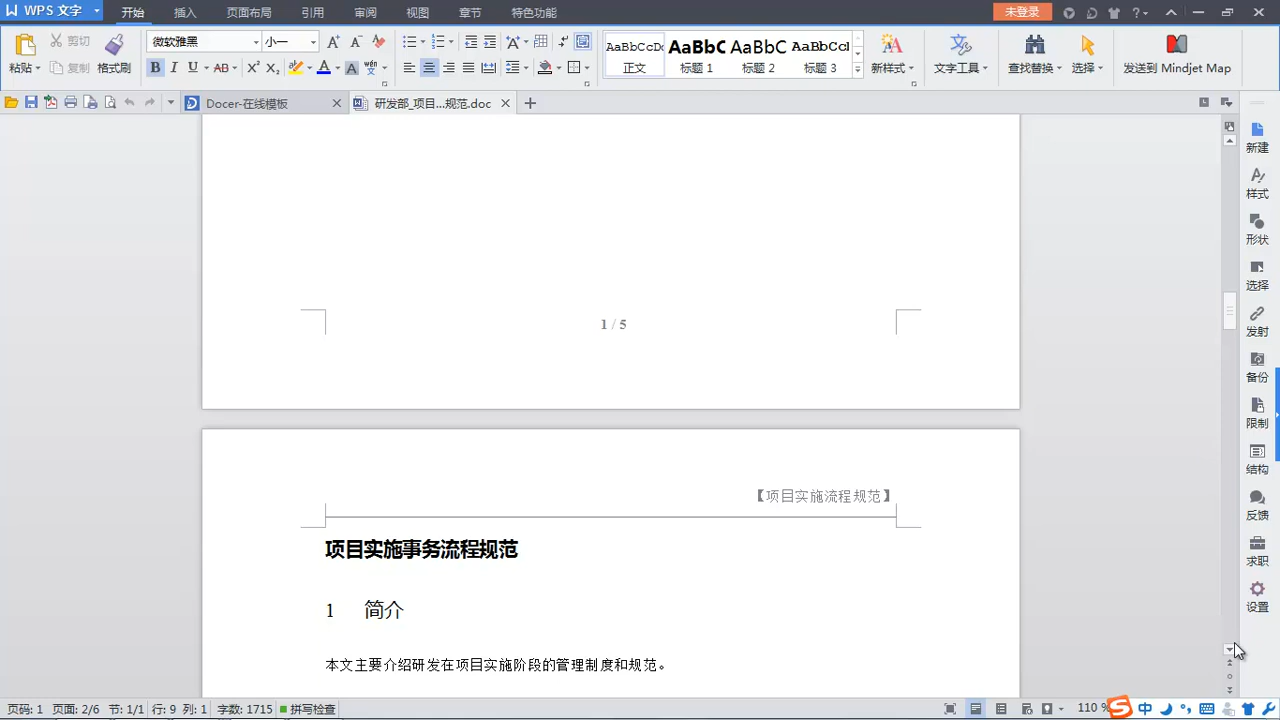 WPS 文字
开始
插入
页面布局
引用
审阅
视图
章节
特色功能
未登录
粘贴
剪切
复制
格式刷
微软雅黑
小一
AaBbCcDc
正文
AaBbC
标题 1
AaBbC
标题 2
AaBbCcI
标题 3
新样式
文字工具
查找替换
选择
发送到 Mindjet Map
Docer-在线模板
研发部_项目...规范.doc
1 / 5
【项目实施流程规范】
项目实施事务流程规范
1 简介
本文主要介绍研发在项目实施阶段的管理制度和规范。
新建
样式
形状
选择
发射
备份
限制
结构
反馈
求职
设置
页码: 1 页面: 2/6 节: 1/1 行: 9 列: 1 字数: 1715 拼写检查
110 %
中